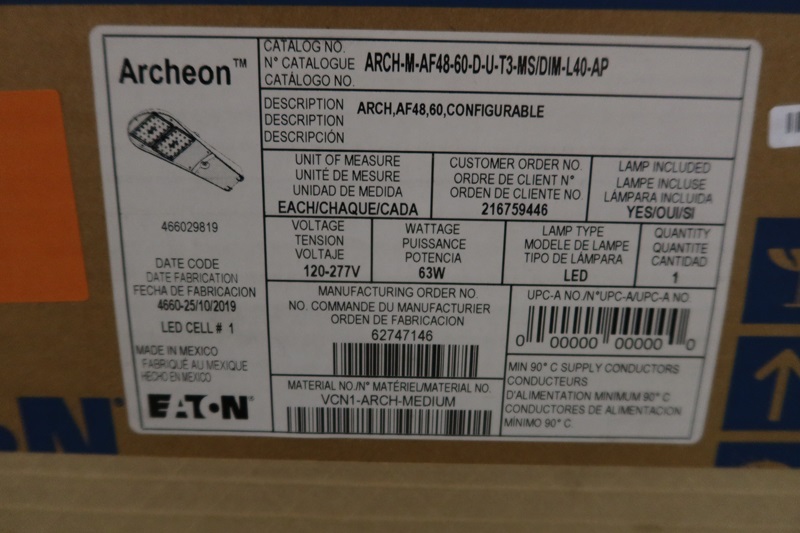 Archeon™
466029819
DATE CODE
DATE FABRICATION
FECHA DE FABRICACION
4660-25/10/2019
LED CELL # 1
MADE IN MEXICO
FABRIQUÉ AU MEXIQUE
HECHO EN MEXICO
EATON
CATALOG NO.
N° CATALOGUE
CATÁLOGO NO.
ARCH-M-AF48-60-D-U-T3-MS/DIM-L40-AP
DESCRIPTION
DESCRIPTION
DESCRIPCIÓN
ARCH,AF48,60,CONFIGURABLE
UNIT OF MEASURE
UNITÉ DE MESURE
UNIDAD DE MEDIDA
EACH/CHAQUE/CADA
CUSTOMER ORDER NO.
ORDRE DE CLIENT N°
ORDEN DE CLIENTE NO
216759446
LAMP INCLUDED
LAMPE INCLUSE
LÁMPARA INCLUIDA
YES/OUI/SI
VOLTAGE
TENSION
VOLTAJE
120-277V
WATTAGE
PUISSANCE
POTENCIA
63W
LAMP TYPE
MODELE DE LAMPE
TIPO DE LÁMPARA
LED
QUANTITY
QUANTITE
CANTIDAD
1
MANUFACTURING ORDER NO.
NO. COMMANDE DU MANUFACTURIER
ORDEN DE FABRICACION
62747146
UPC-A NO./N°UPC-A/UPC-A NO.
0 00000 00000 0
MATERIAL NO./N° MATÉRIEU/MATERIAL NO.
VCN1-ARCH-MEDIUM
MIN 90° C SUPPLY CONDUCTORS
CONDUCTEURS
D'ALIMENTATION MINIMUM 90° C
CONDUCTORES DE ALIMENTACION
MÍNIMO 90° C.
N